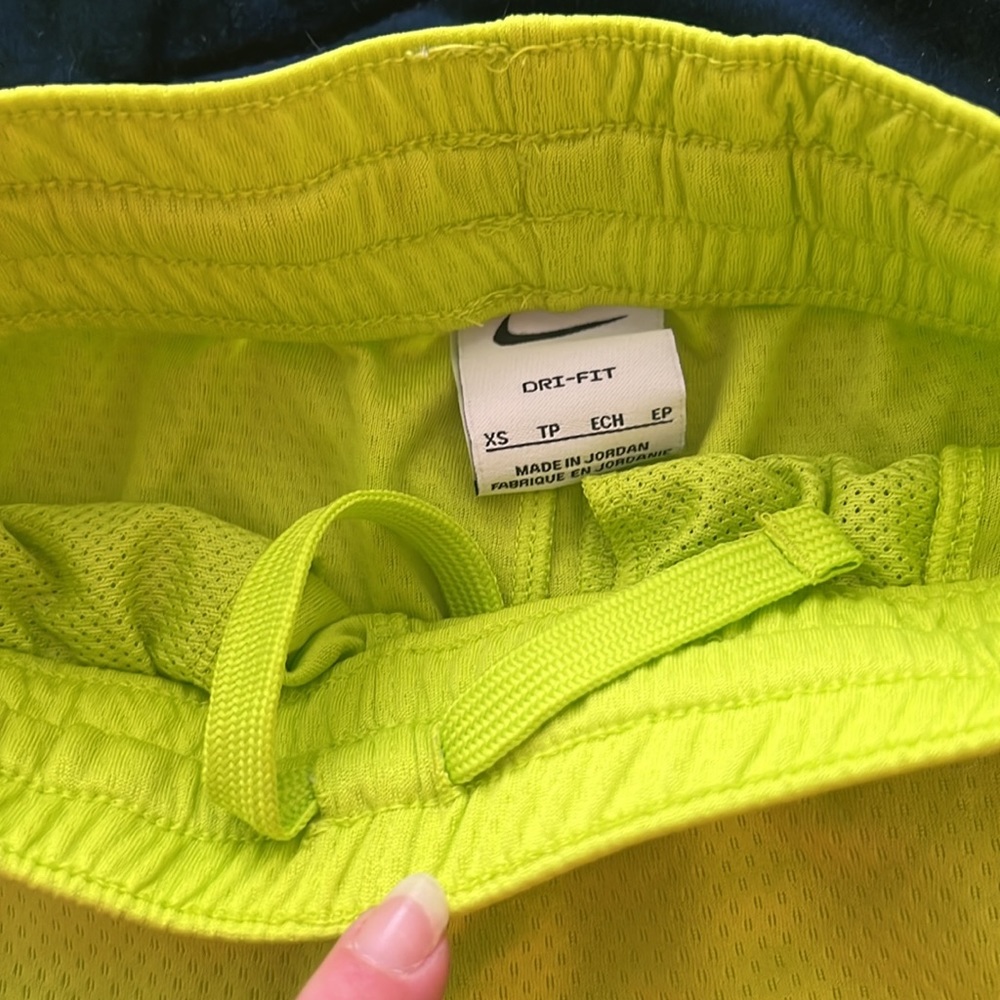 DRI-FIT
XS TP ECH EP
MADE IN JORDAN
FABRIQUE EN JORDANIE